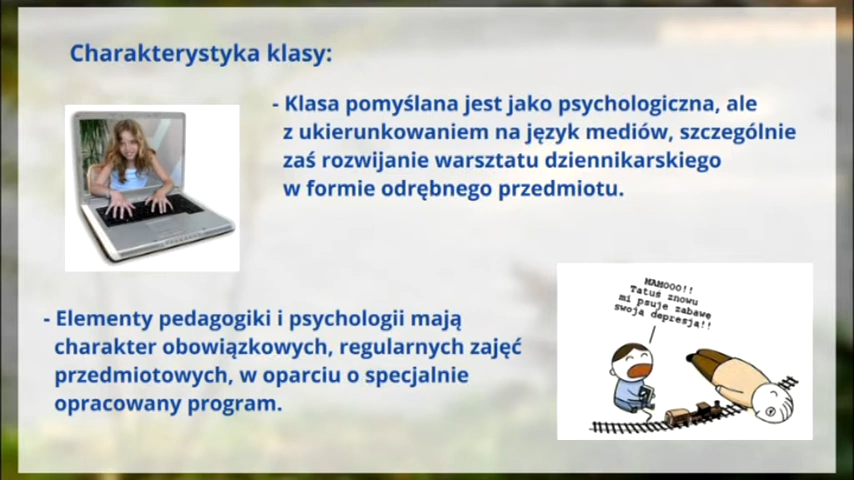 Charakterystyka klasy:
- Klasa pomyślana jest jako psychologiczna, ale
z ukierunkowaniem na język mediów, szczególnie
zaś rozwijanie warsztatu dziennikarskiego
w formie odrębnego przedmiotu.
MAMOOO!!
Tatuś znowu
mi psuje zabawę
swoją depresją!!
- Elementy pedagogiki i psychologii mają
charakter obowiązkowych, regularnych zajęć
przedmiotowych, w oparciu o specjalnie
opracowany program.